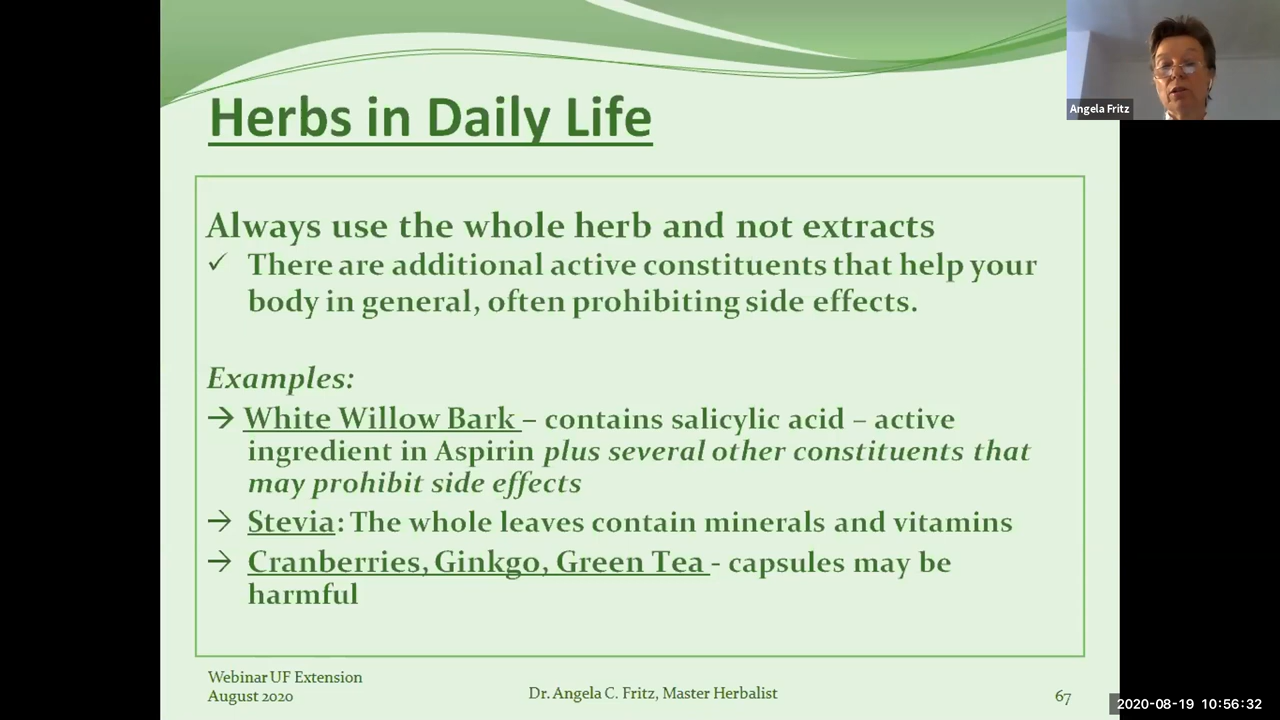 Angela Fritz
Herbs in Daily Life
Always use the whole herb and not extracts
✓ There are additional active constituents that help your
body in general, often prohibiting side effects.
Examples:
→ White Willow Bark – contains salicylic acid – active
ingredient in Aspirin plus several other constituents that
may prohibit side effects
→ Stevia: The whole leaves contain minerals and vitamins
→ Cranberries, Ginkgo, Green Tea - capsules may be
harmful
Webinar UF Extension
August 2020
Dr. Angela C. Fritz, Master Herbalist
67
2020-08-19 10:56:32